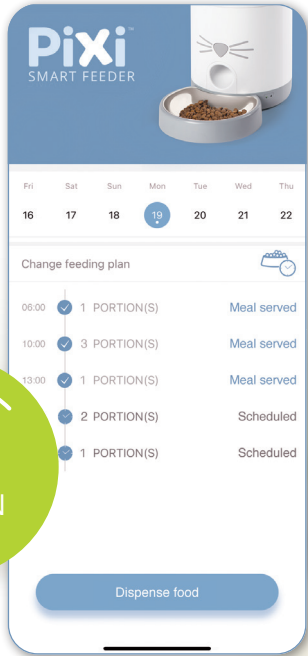 PiXi™
SMART FEEDER
Fri Sat Sun Mon Tue Wed Thu
16 17 18 19 20 21 22
Change feeding plan
06:00 1 PORTION(S) Meal served
10:00 3 PORTION(S) Meal served
13:00 1 PORTION(S) Meal served
2 PORTION(S) Scheduled
1 PORTION(S) Scheduled
N
Dispense food